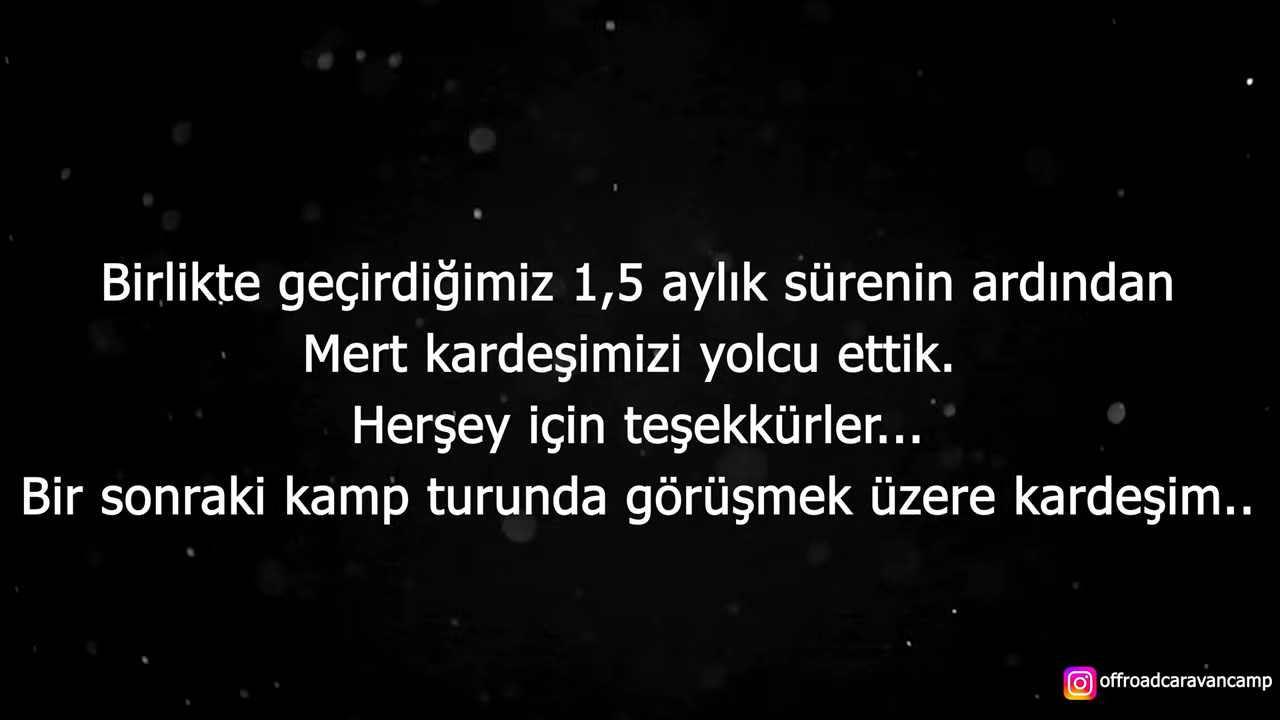 Birlikte geçirdiğimiz 1,5 aylık sürenin ardından
Mert kardeşimizi yolcu ettik.
Herşey için teşekkürler...
Bir sonraki kamp turunda görüşmek üzere kardeşim..
offroadcaravancamp